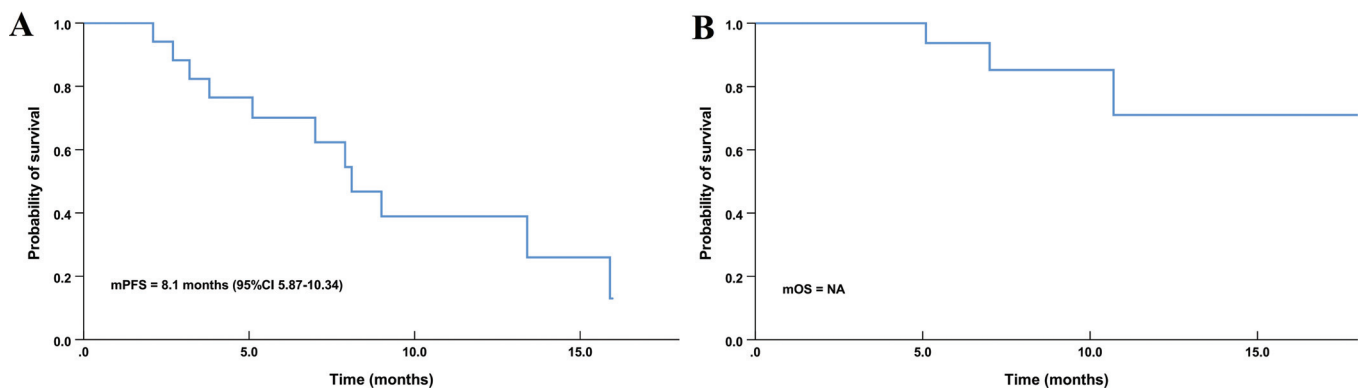 A
Probability of survival
1.0
0.8
0.6
0.4
0.2
0.0
mPFS = 8.1 months (95%CI 5.87-10.34)
.0 5.0 10.0 15.0
Time (months)
B
Probability of survival
1.0
0.8
0.6
0.4
0.2
0.0
mOS = NA
.0 5.0 10.0 15.0
Time (months)